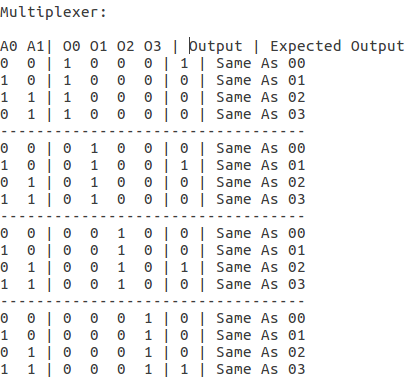 Multiplexer:
A0 A1| O0 O1 O2 O3 | Output | Expected Output
0  0 | 1  0  0  0 | 1 | Same As 00
1  0 | 1  0  0  0 | 0 | Same As 01
1  1 | 1  0  0  0 | 0 | Same As 02
0  1 | 1  0  0  0 | 0 | Same As 03
----------------------------------
0  0 | 0  1  0  0 | 0 | Same As 00
1  0 | 0  1  0  0 | 1 | Same As 01
0  1 | 0  1  0  0 | 0 | Same As 02
1  1 | 0  1  0  0 | 0 | Same As 03
----------------------------------
0  0 | 0  0  1  0 | 0 | Same As 00
1  0 | 0  0  1  0 | 0 | Same As 01
0  1 | 0  0  1  0 | 1 | Same As 02
1  1 | 0  0  1  0 | 0 | Same As 03
----------------------------------
0  0 | 0  0  0  1 | 0 | Same As 00
1  0 | 0  0  0  1 | 0 | Same As 01
0  1 | 0  0  0  1 | 0 | Same As 02
1  1 | 0  0  0  1 | 1 | Same As 03